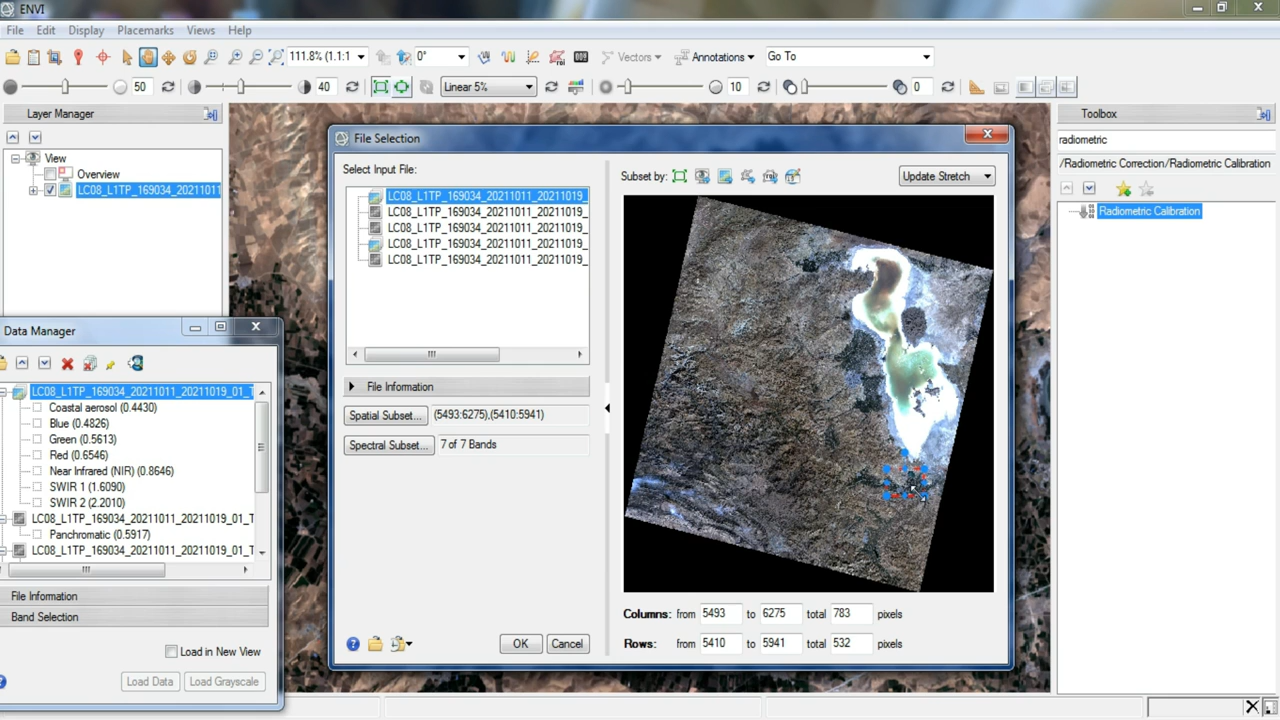 ENVI
File Edit Display Placemarks Views Help
111.8% (1.1:1 0° Vectors Annotations Go To
50 40 Linear 5% 10 0
Layer Manager
View
Overview
LC08_L1TP_169034_20211011
Data Manager
LC08_L1TP_169034_20211011_20211019_01_T
Coastal aerosol (0.4430)
Blue (0.4826)
Green (0.5613)
Red (0.6546)
Near Infrared (NIR) (0.8646)
SWIR 1 (1.6090)
SWIR 2 (2.2010)
LC08_L1TP_169034_20211011_20211019_01_T
Panchromatic (0.5917)
LC08_L1TP_169034_20211011_20211019_01_T
File Information
Band Selection
Load in New View
Load Data Load Grayscale
File Selection
Select Input File:
LC08_L1TP_169034_20211011_20211019_
LC08_L1TP_169034_20211011_20211019_
LC08_L1TP_169034_20211011_20211019_
LC08_L1TP_169034_20211011_20211019_
LC08_L1TP_169034_20211011_20211019_
File Information
Spatial Subset... (5493:6275),(5410:5941)
Spectral Subset... 7 of 7 Bands
OK Cancel
Subset by: Update Stretch
Columns: from 5493 to 6275 total 783 pixels
Rows: from 5410 to 5941 total 532 pixels
Toolbox
radiometric
/Radiometric Correction/Radiometric Calibration
Radiometric Calibration